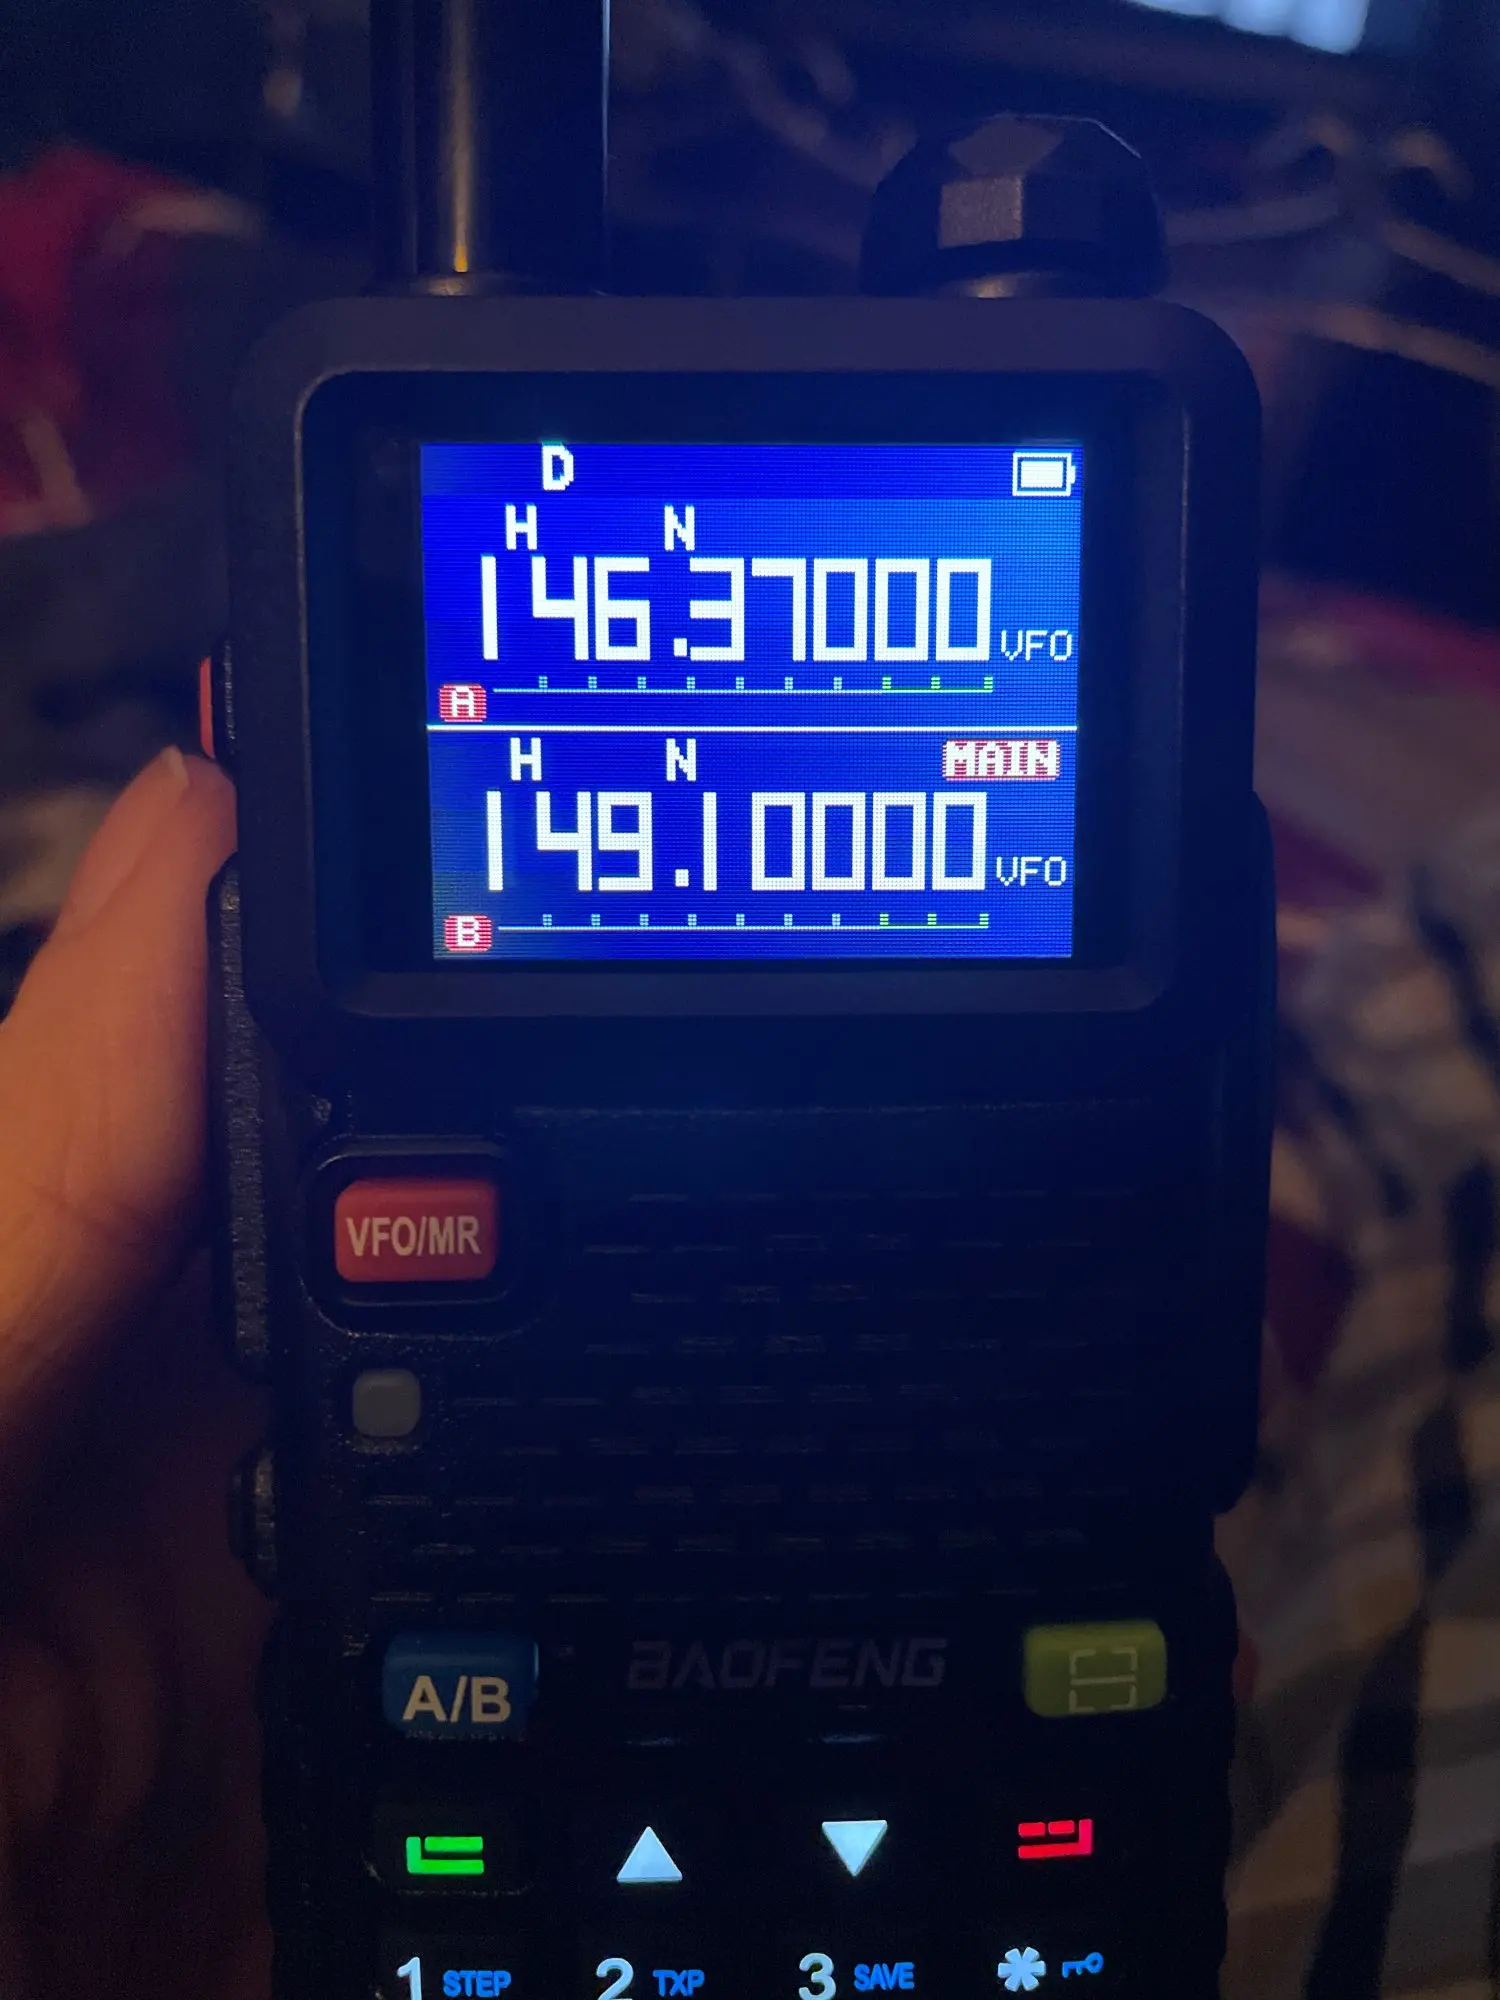 D
H N
146.37000 VFO
A
H N MAIN
149.10000 VFO
B
VFO/MR
A/B BAOFENG
1 STEP 2 TXP 3 SAVE *